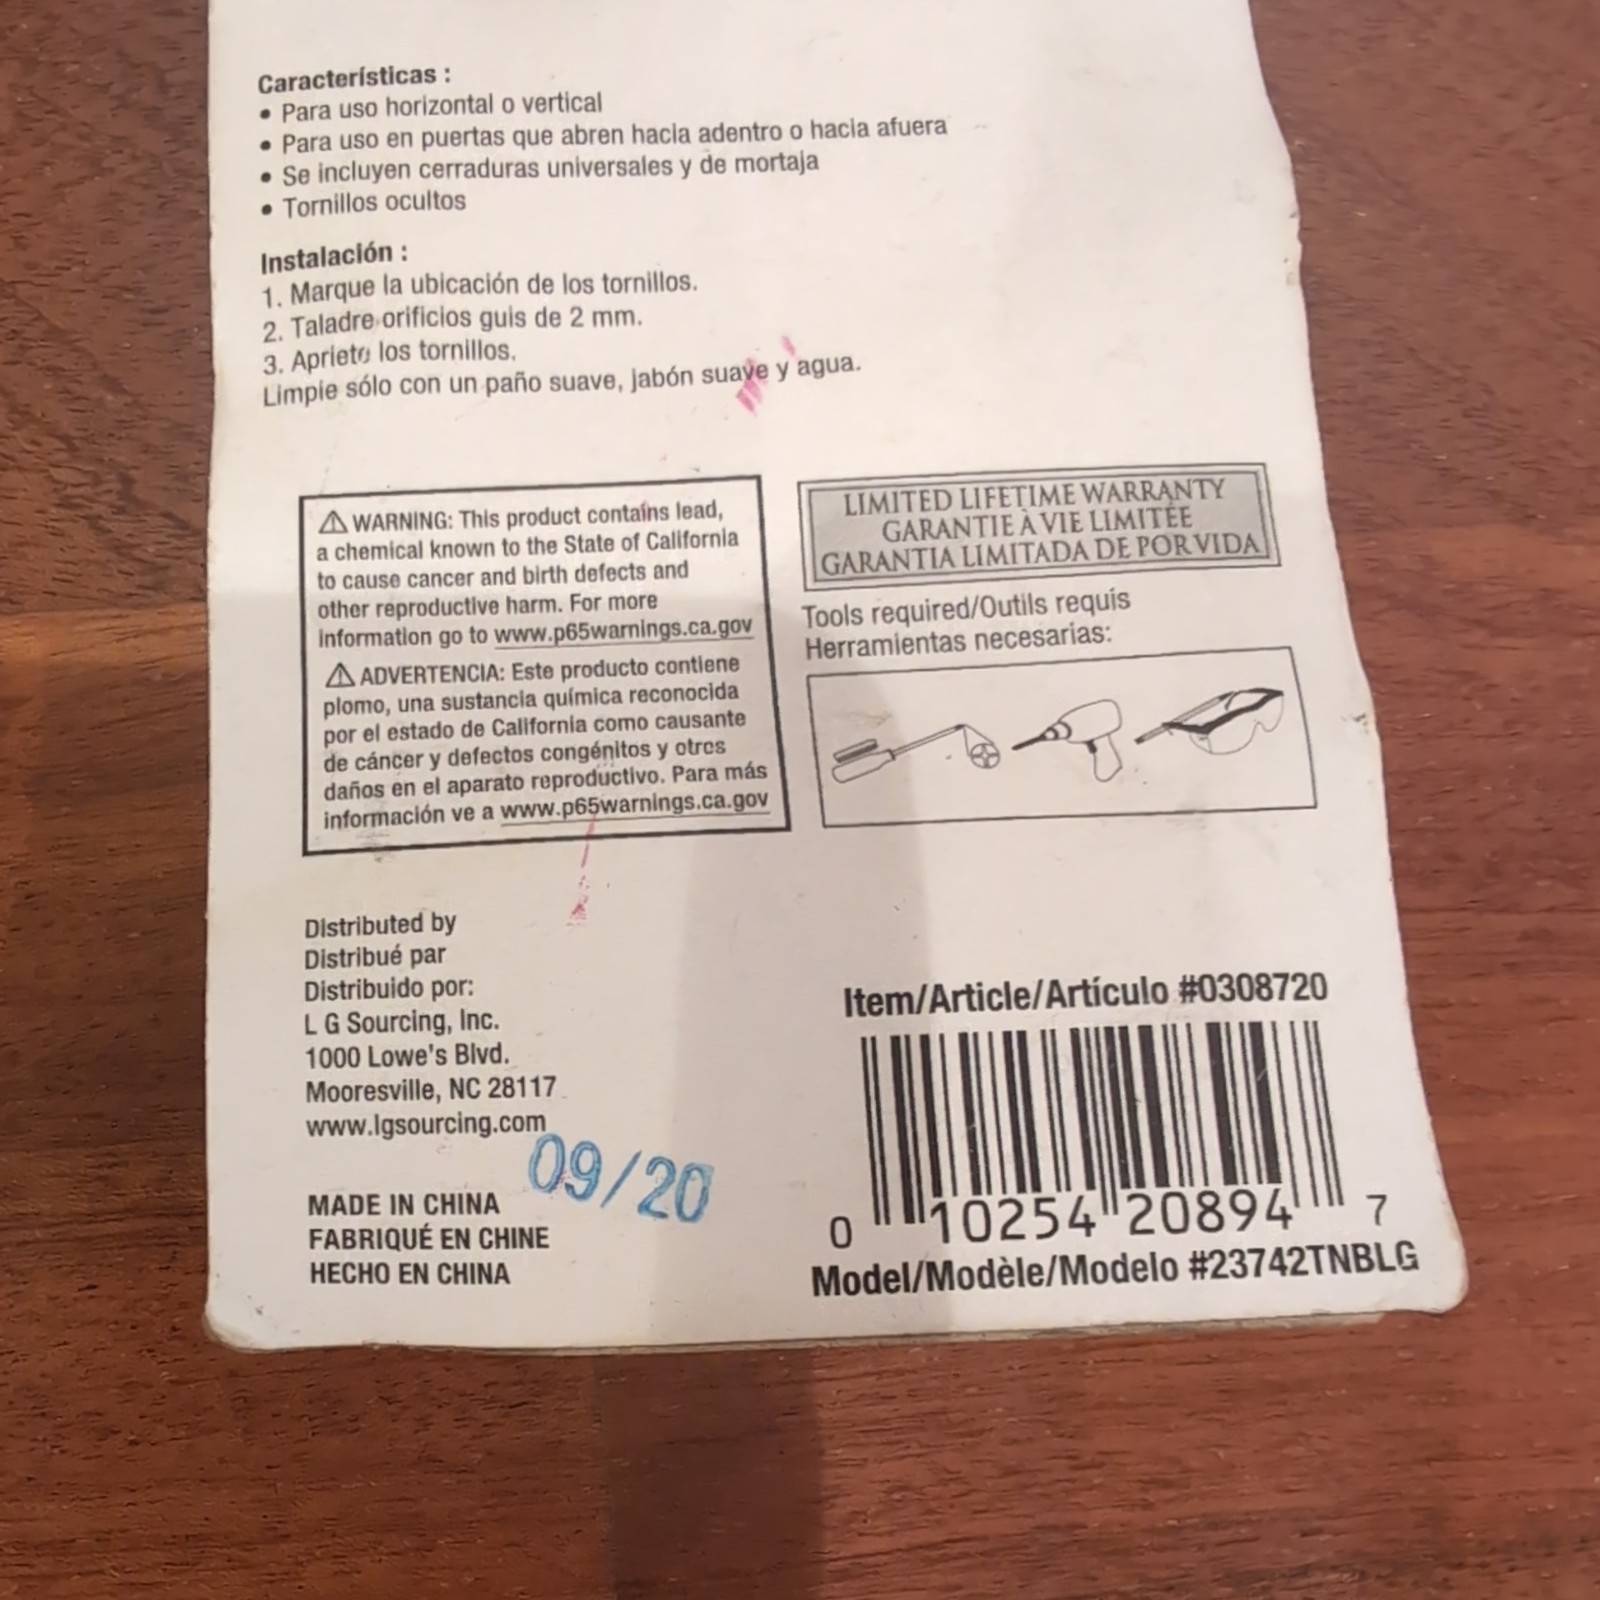 Características :
• Para uso horizontal o vertical
• Para uso en puertas que abren hacia adentro o hacia afuera
• Se incluyen cerraduras universales y de mortaja
• Tornillos ocultos
Instalación :
1. Marque la ubicación de los tornillos.
2. Taladre orificios guis de 2 mm.
3. Apriete los tornillos.
Limpie sólo con un paño suave, jabón suave y agua.
⚠ WARNING: This product contains lead,
a chemical known to the State of California
to cause cancer and birth defects and
other reproductive harm. For more
information go to www.p65warnings.ca.gov
⚠ ADVERTENCIA: Este producto contiene
plomo, una sustancia química reconocida
por el estado de California como causante
de cáncer y defectos congénitos y otros
daños en el aparato reproductivo. Para más
información ve a www.p65warnings.ca.gov
LIMITED LIFETIME WARRANTY
GARANTIE À VIE LIMITÉE
GARANTIA LIMITADA DE POR VIDA
Tools required/Outils requis
Herramientas necesarias:
Distributed by
Distribué par
Distribuido por:
L G Sourcing, Inc.
1000 Lowe's Blvd.
Mooresville, NC 28117
www.lgsourcing.com
09/20
MADE IN CHINA
FABRIQUÉ EN CHINE
HECHO EN CHINA
Item/Article/Artículo #0308720
0 10254 20894 7
Model/Modèle/Modelo #23742TNBLG